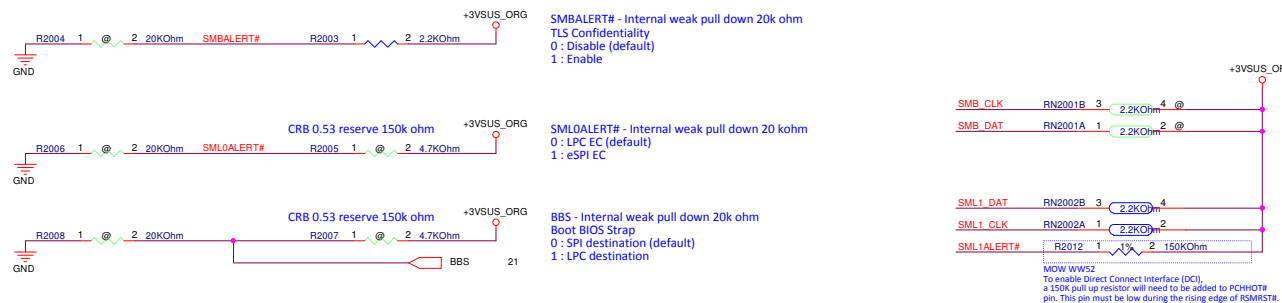 +3VSUS_ORG
R2004 1 @ 2 20KOhm SMBALERT# R2003 1 2 2.2KOhm
GND
SMBALERT# - Internal weak pull down 20k ohm
TLS Confidentiality
0 : Disable (default)
1 : Enable
CRB 0.53 reserve 150k ohm
+3VSUS_ORG
R2006 1 @ 2 20KOhm SML0ALERT# R2005 1 @ 2 4.7KOhm
GND
SML0ALERT# - Internal weak pull down 20 kohm
0 : LPC EC (default)
1 : eSPI EC
CRB 0.53 reserve 150k ohm
+3VSUS_ORG
R2008 1 @ 2 20KOhm R2007 1 @ 2 4.7KOhm
GND
BBS 21
BBS - Internal weak pull down 20k ohm
Boot BIOS Strap
0 : SPI destination (default)
1 : LPC destination
+3VSUS_OR
SMB_CLK RN2001B 3 2.2KOhm 4 @
SMB_DAT RN2001A 1 2.2KOhm 2 @
SML1_DAT RN2002B 3 2.2KOhm 4
SML1_CLK RN2002A 1 2.2KOhm 2
SML1ALERT# R2012 1 1% 2 150KOhm
MOW WW52
To enable Direct Connect Interface (DCI),
a 150K pull up resistor will need to be added to PCHHOT#
pin. This pin must be low during the rising edge of RSMRST#.